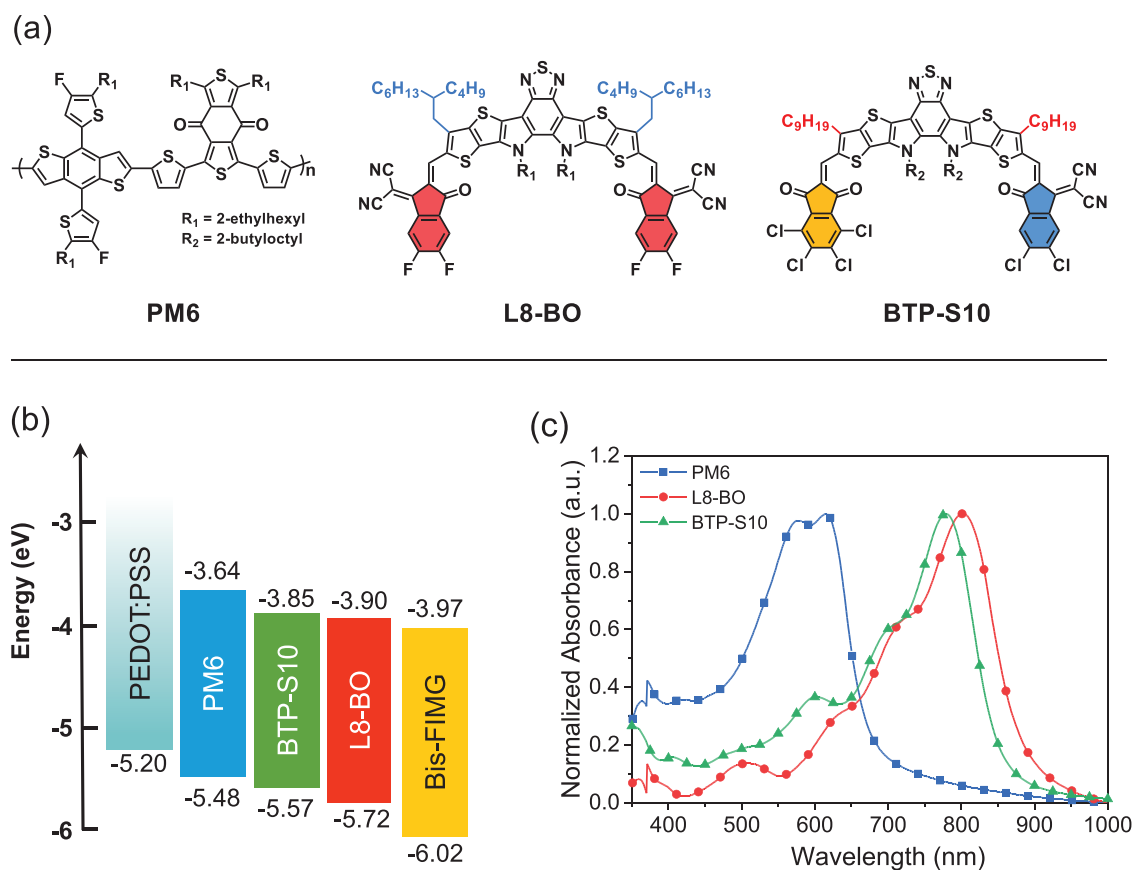 (a)
F
R₁
S
R₁
S
R₁
O
O
S
S
S
S
S
n
S
R₁
F
R₁ = 2-ethylhexyl
R₂ = 2-butyloctyl
PM6
C₆H₁₃
C₄H₉
N
S
N
C₄H₉
C₆H₁₃
S
S
S
S
N
N
R₁
R₁
CN
NC
O
O
CN
CN
F
F
F
F
L8-BO
N
S
N
C₉H₁₉
C₉H₁₉
S
S
S
S
N
N
R₂
R₂
O
O
O
CN
CN
Cl
Cl
Cl
Cl
Cl
Cl
BTP-S10
(b)
Energy (eV)
-3
-4
-5
-6
PEDOT:PSS
-5.20
-3.64
PM6
-5.48
-3.85
BTP-S10
-5.57
-3.90
L8-BO
-5.72
-3.97
Bis-FIMG
-6.02
(c)
Normalized Absorbance (a.u.)
1.2
1.0
0.8
0.6
0.4
0.2
0.0
PM6
L8-BO
BTP-S10
400 500 600 700 800 900 1000
Wavelength (nm)